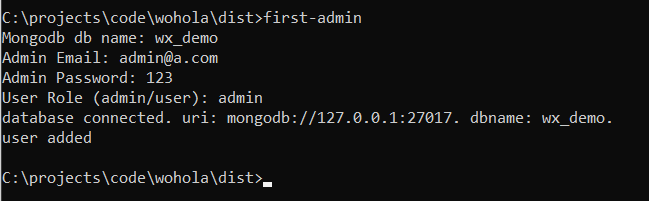 C:\projects\code\wohola\dist>first-admin
Mongodb db name: wx_demo
Admin Email: admin@a.com
Admin Password: 123
User Role (admin/user): admin
database connected. uri: mongodb://127.0.0.1:27017. dbname: wx_demo.
user added
C:\projects\code\wohola\dist>